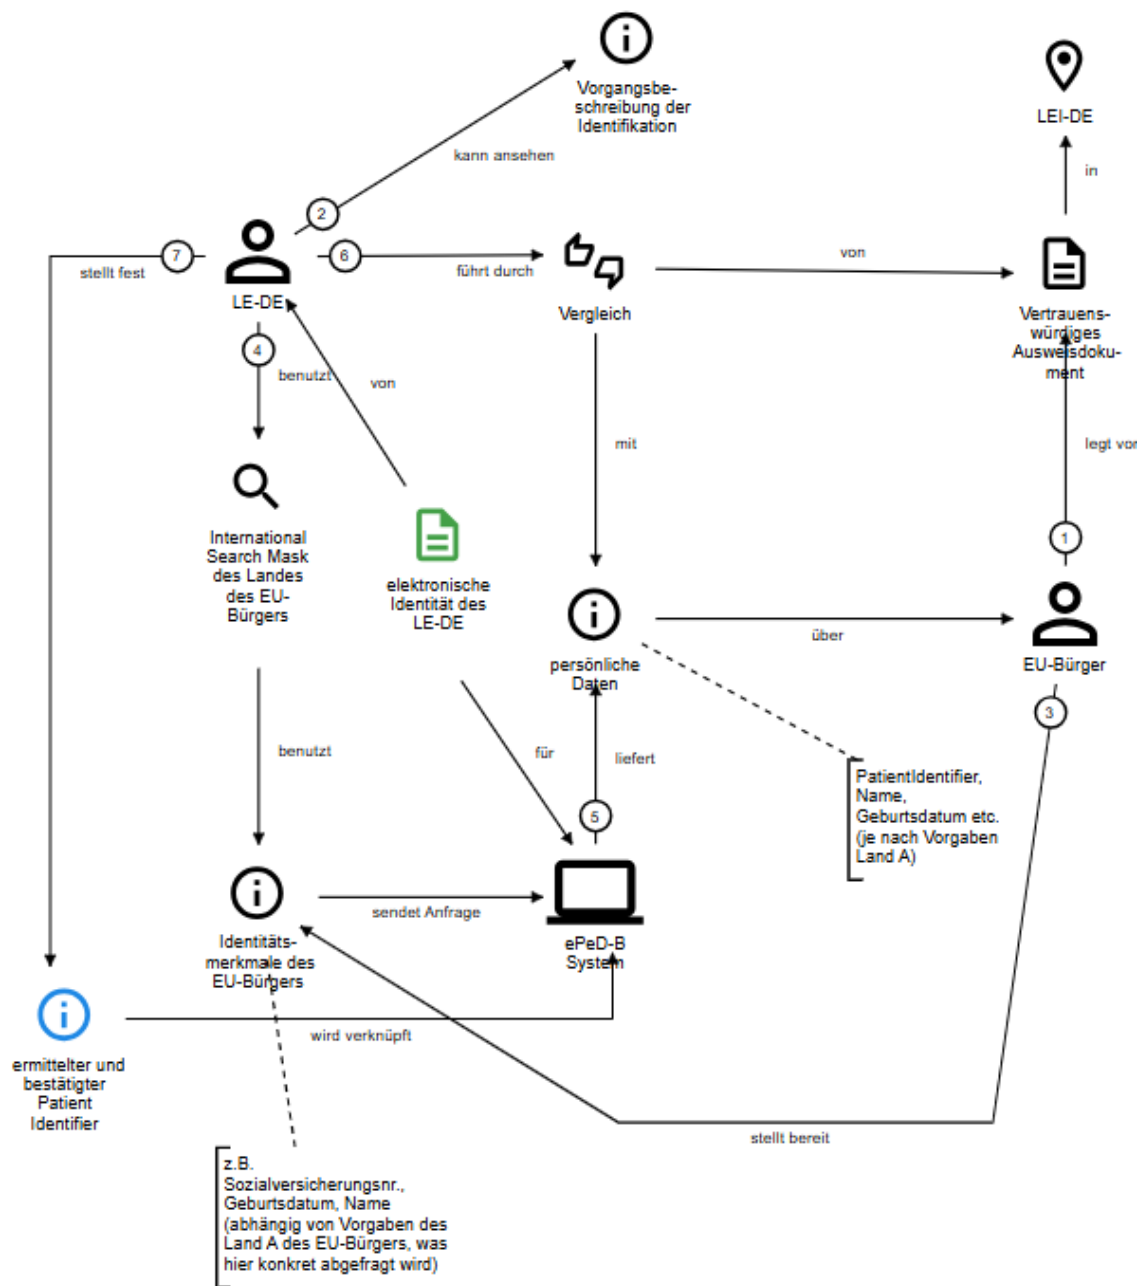 Vorgangsbe-
schreibung der
Identifikation
LEI-DE
kann ansehen
in
2
7
stellt fest
LE-DE
6
führt durch
Vergleich
von
Vertrauens-
würdiges
Ausweisdoku-
ment
4
benutzt
von
mit
legt vor
International
Search Mask
des Landes
des EU-
Bürgers
elektronische
Identität des
LE-DE
1
persönliche
Daten
über
EU-Bürger
3
benutzt
für
liefert
5
PatientIdentifier,
Name,
Geburtsdatum etc.
(je nach Vorgaben
Land A)
Identitäts-
merkmale des
EU-Bürgers
sendet Anfrage
ePeD-B
System
ermittelter und
bestätigter
Patient
Identifier
wird verknüpft
stellt bereit
z.B.
Sozialversicherungsnr.,
Geburtsdatum, Name
(abhängig von Vorgaben des
Land A des EU-Bürgers, was
hier konkret abgefragt wird)